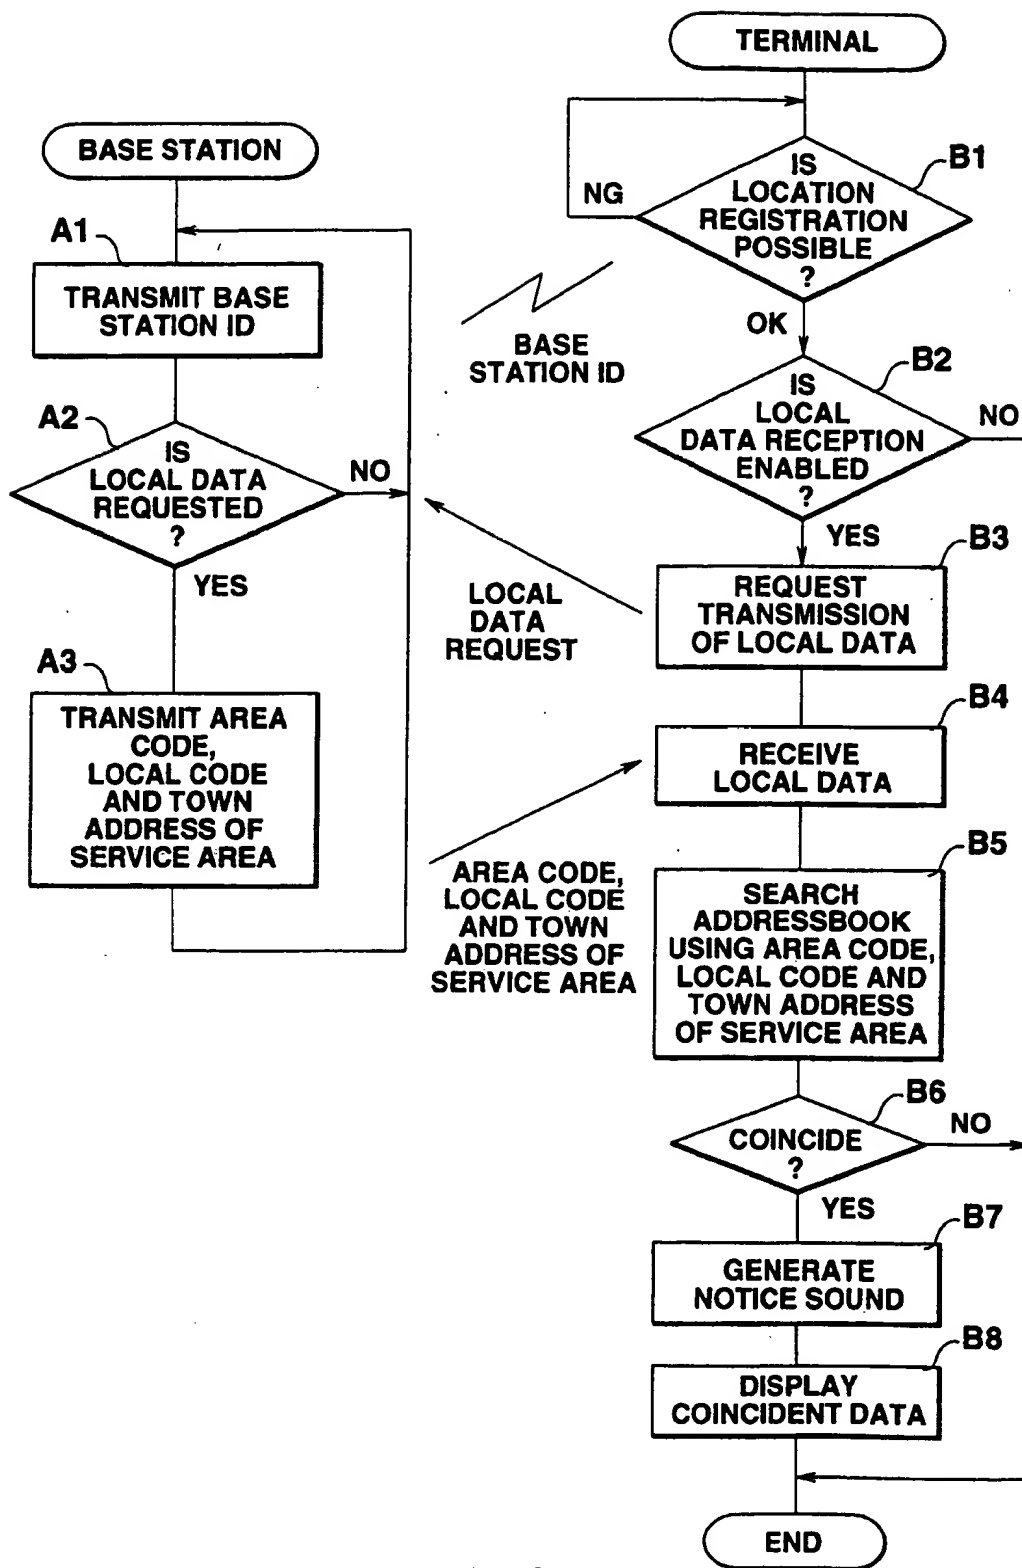 BASE STATION
A1
TRANSMIT BASE
STATION ID
A2
IS
LOCAL DATA
REQUESTED
?
NO
YES
A3
TRANSMIT AREA
CODE,
LOCAL CODE
AND TOWN
ADDRESS OF
SERVICE AREA
BASE
STATION ID
LOCAL
DATA
REQUEST
AREA CODE,
LOCAL CODE
AND TOWN
ADDRESS OF
SERVICE AREA
TERMINAL
B1
IS
LOCATION
REGISTRATION
POSSIBLE
?
NG
OK
B2
IS
LOCAL
DATA RECEPTION
ENABLED
?
NO
YES
B3
REQUEST
TRANSMISSION
OF LOCAL DATA
B4
RECEIVE
LOCAL DATA
B5
SEARCH
ADDRESSBOOK
USING AREA CODE,
LOCAL CODE AND
TOWN ADDRESS
OF SERVICE AREA
B6
COINCIDE
?
NO
YES
B7
GENERATE
NOTICE SOUND
B8
DISPLAY
COINCIDENT DATA
END